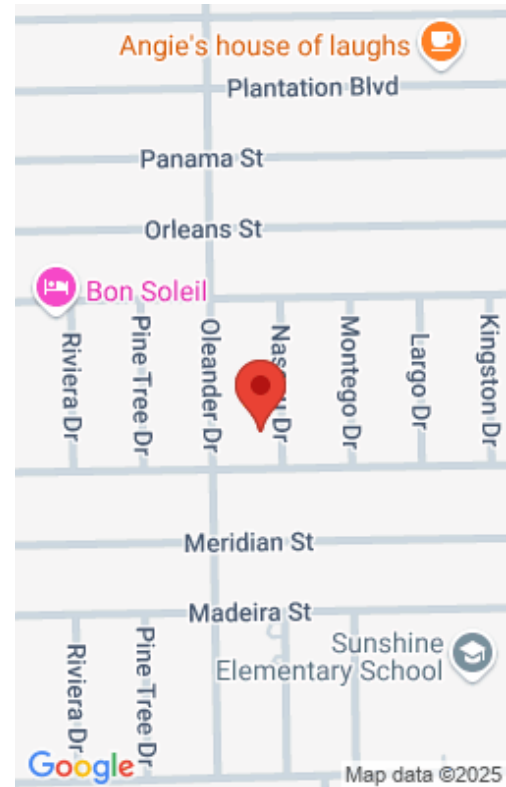 Angie's house of laughs
Plantation Blvd
Panama St
Orleans St
Bon Soleil
Riviera Dr
Pine Tree Dr
Oleander Dr
Nassau Dr
Montego Dr
Largo Dr
Kingston Dr
Meridian St
Madeira St
Riviera Dr
Pine Tree Dr
Sunshine
Elementary School
Google
Map data ©2025